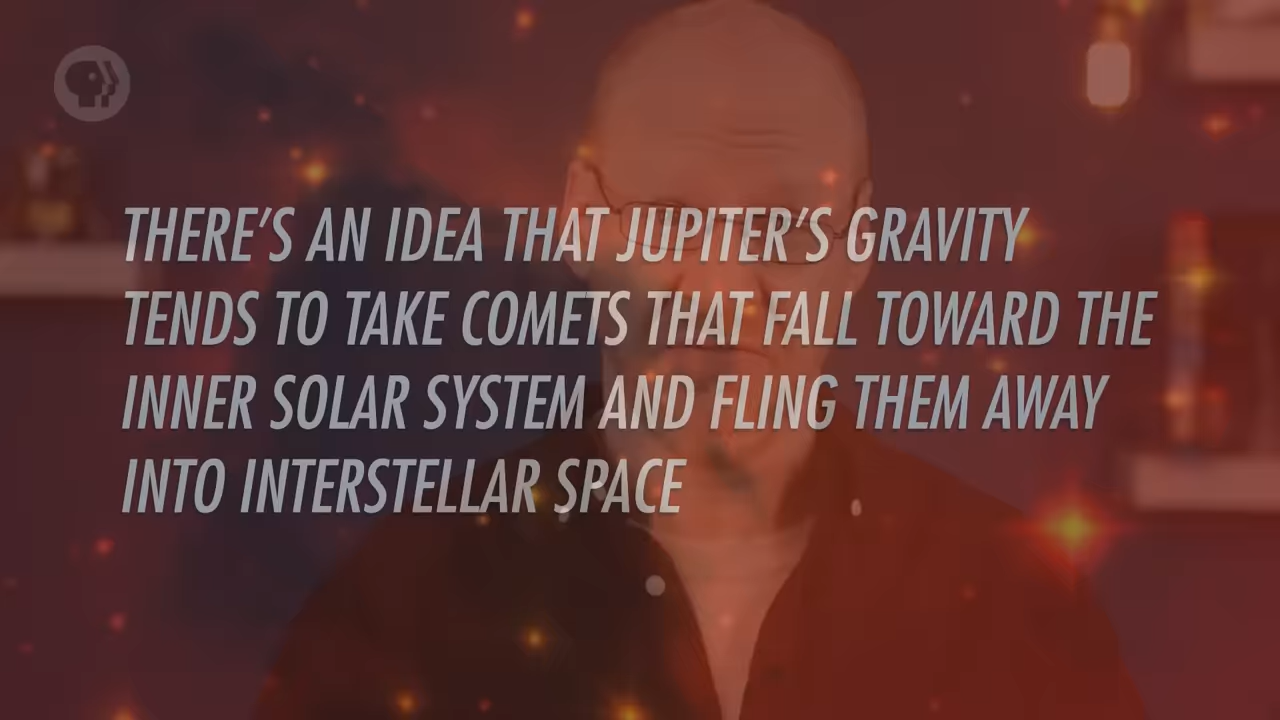 THERE'S AN IDEA THAT JUPITER'S GRAVITY
TENDS TO TAKE COMETS THAT FALL TOWARD THE
INNER SOLAR SYSTEM AND FLING THEM AWAY
INTO INTERSTELLAR SPACE